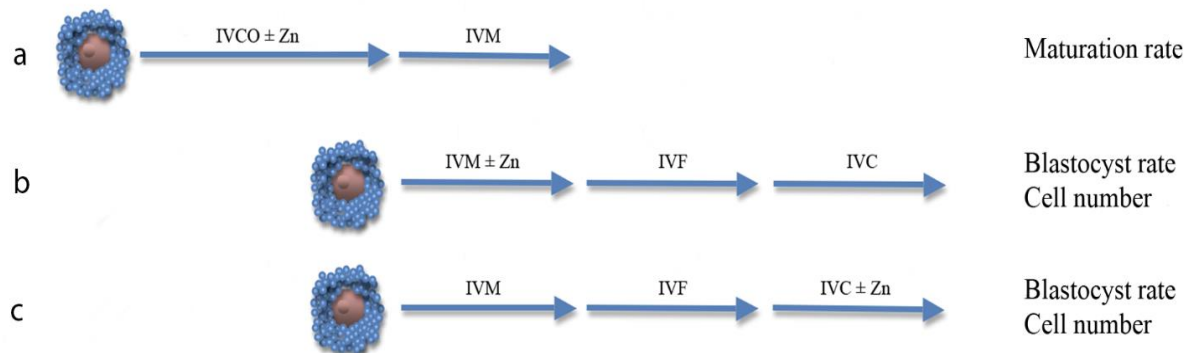 a IVCO ± Zn IVM Maturation rate
b IVM ± Zn IVF IVC Blastocyst rate
Cell number
c IVM IVF IVC ± Zn Blastocyst rate
Cell number